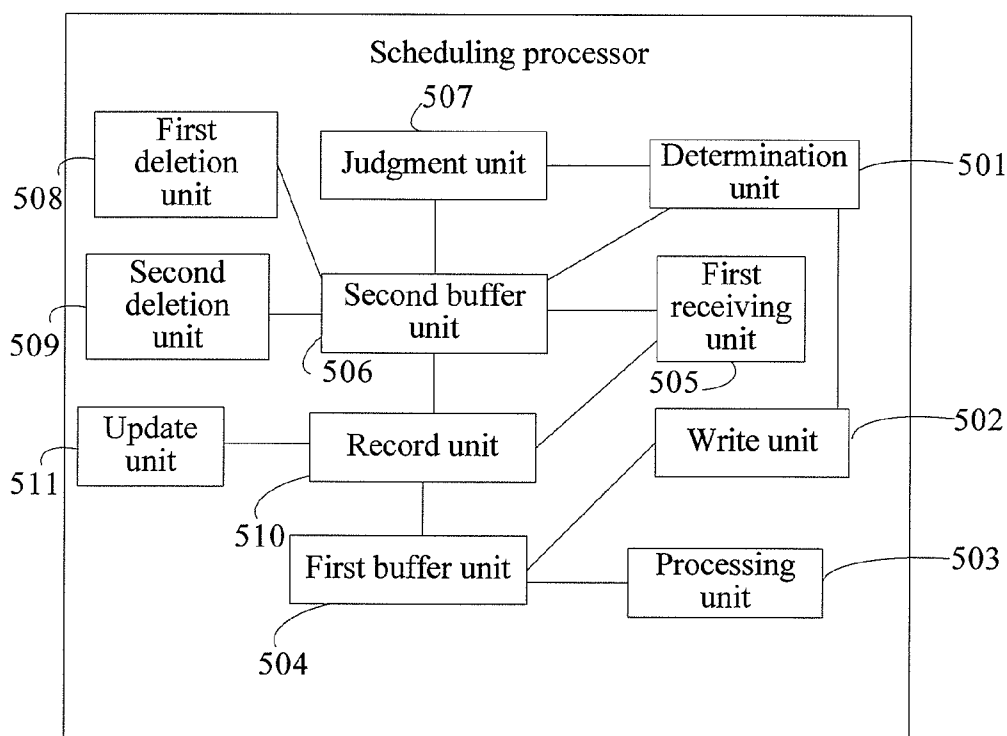 Scheduling processor
507
First
deletion
unit
Judgment unit
Determination
unit
508
501
Second
deletion
unit
Second buffer
unit
First
receiving
unit
509
506
505
Update
unit
Record unit
Write unit
502
511
510
First buffer unit
Processing
unit
503
504